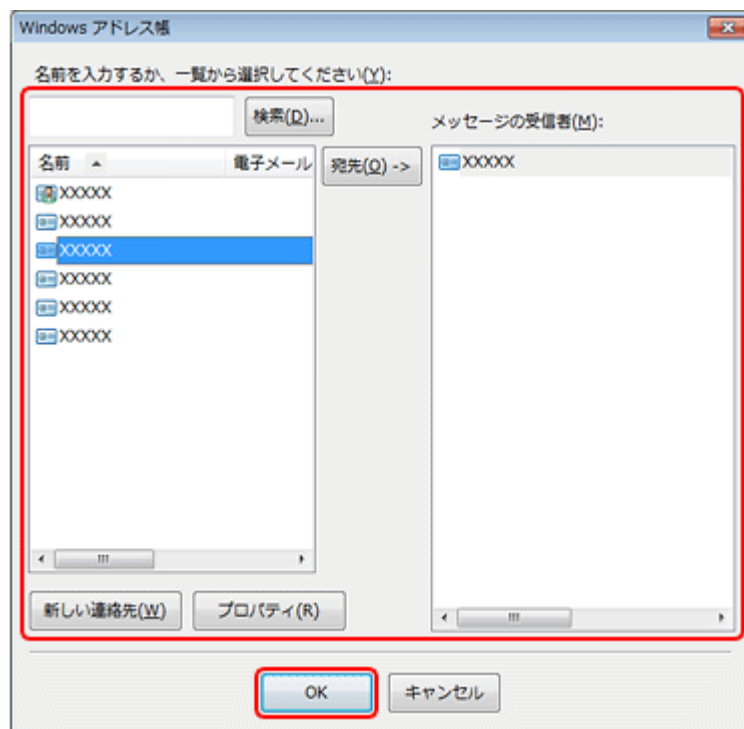 Windows アドレス帳
名前を入力するか、一覧から選択してください(Y):
検索(D)...
メッセージの受信者(M):
名前 電子メール
宛先(O) ->
XXXXX
XXXXX
XXXXX
XXXXX
XXXXX
XXXXX
XXXXX
新しい連絡先(W)
プロパティ(R)
OK
キャンセル